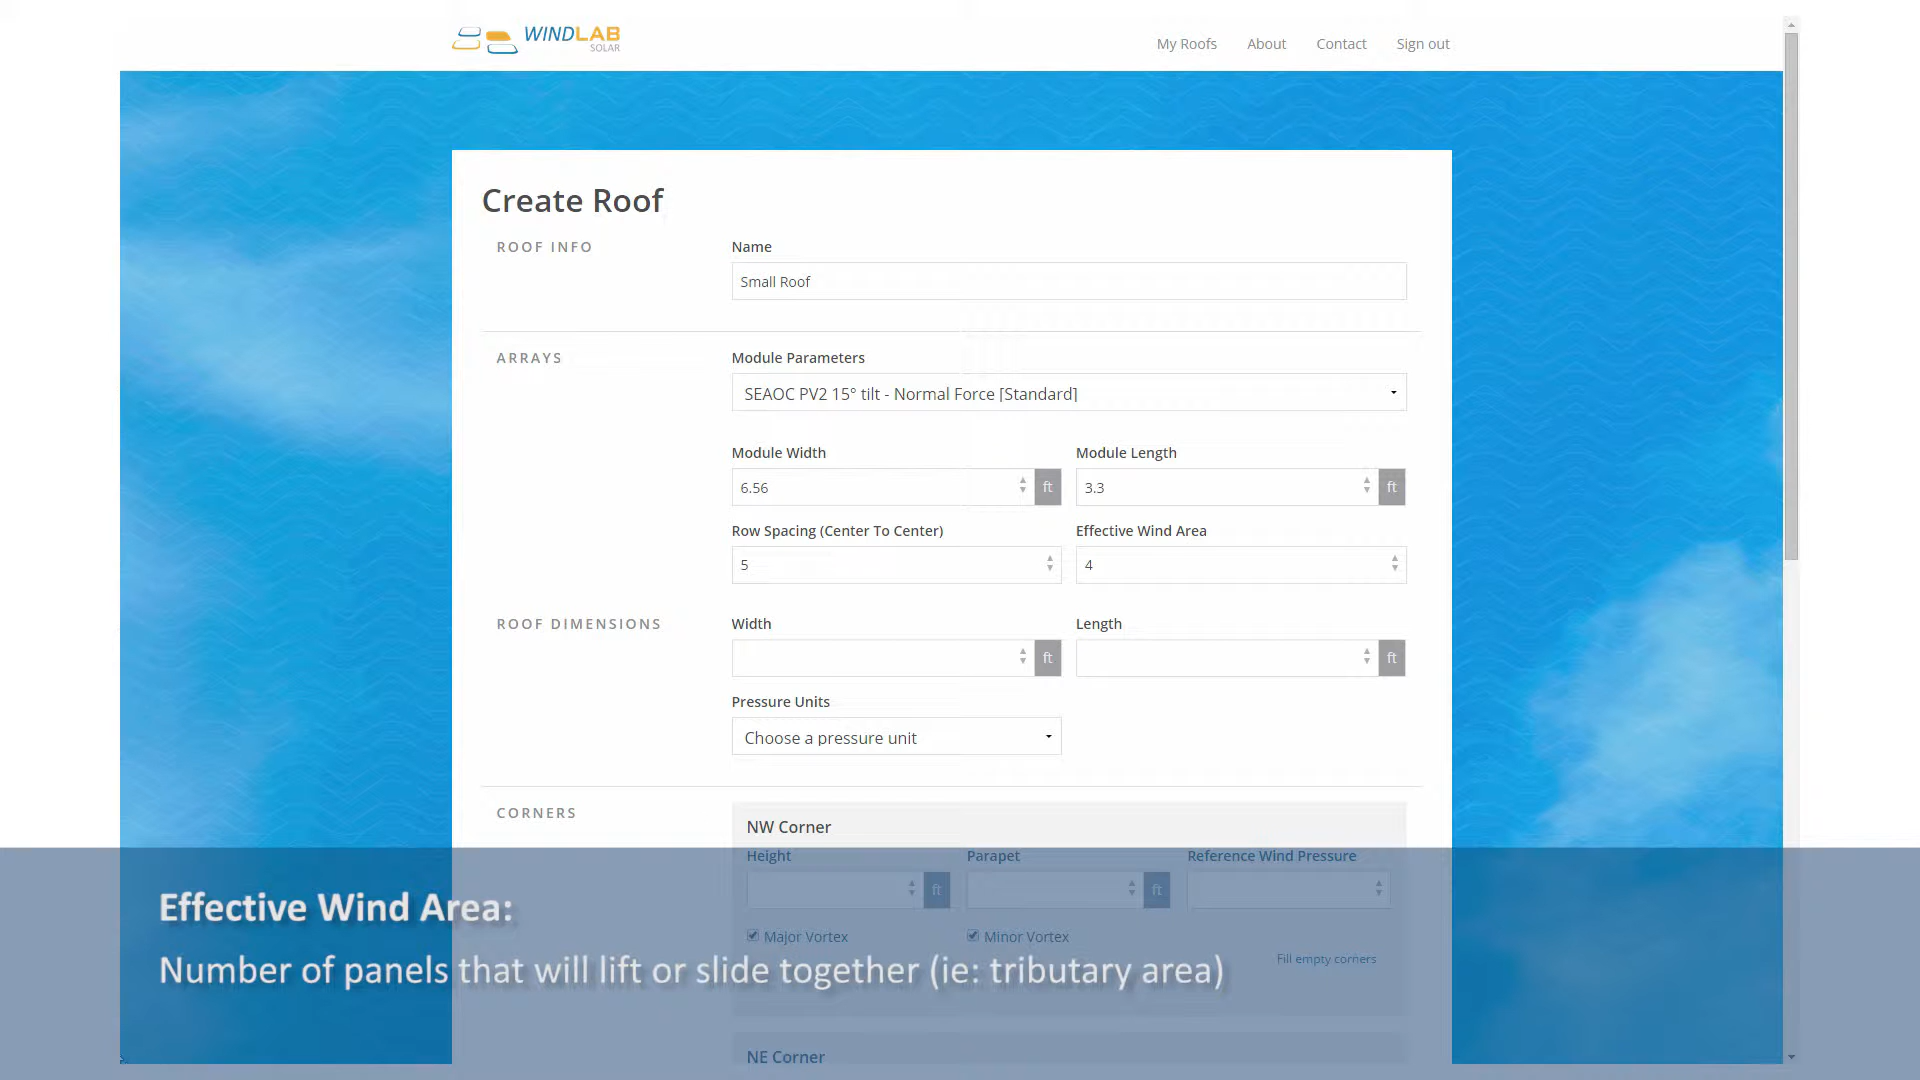 WINDLAB
SOLAR
My Roofs About Contact Sign out
Create Roof
ROOF INFO
Name
Small Roof
ARRAYS
Module Parameters
SEAOC PV2 15° tilt - Normal Force [Standard]
Module Width Module Length
6.56 ft 3.3 ft
Row Spacing (Center To Center) Effective Wind Area
5 4
ROOF DIMENSIONS
Width Length
ft ft
Pressure Units
Choose a pressure unit
CORNERS
NW Corner
Height Parapet Reference Wind Pressure
ft ft
Major Vortex Minor Vortex
Fill empty corners
Effective Wind Area:
Number of panels that will lift or slide together (ie: tributary area)
NE Corner